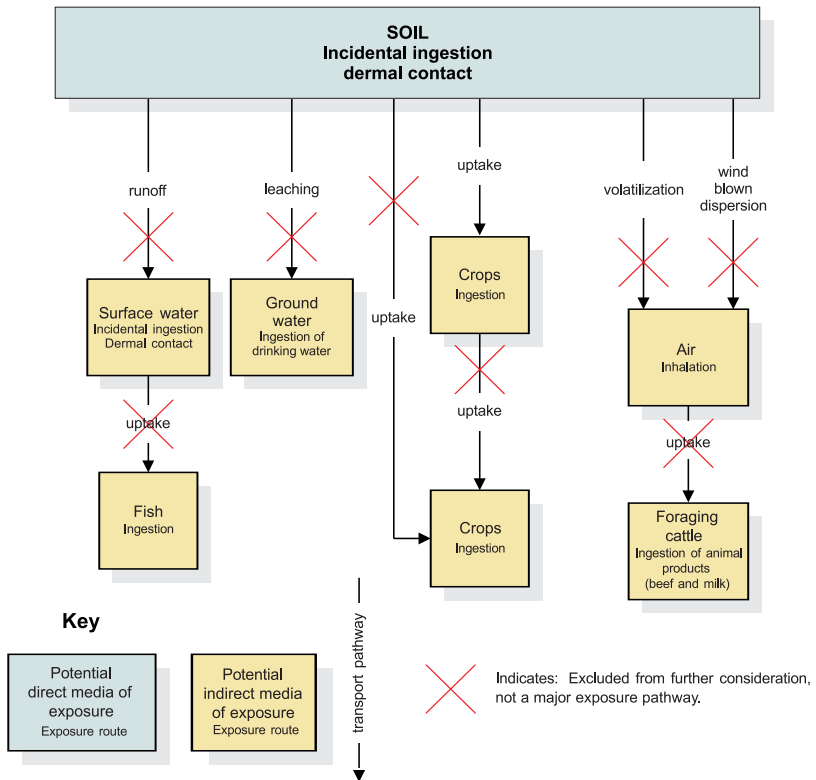 SOIL
Incidental ingestion
dermal contact
runoff
leaching
uptake
uptake
volatilization
wind
blown
dispersion
Surface water
Incidental ingestion
Dermal contact
Ground
water
Ingestion of
drinking water
Crops
Ingestion
Air
Inhalation
uptake
uptake
uptake
Fish
Ingestion
Crops
Ingestion
Foraging
cattle
Ingestion of animal
products
(beef and milk)
Key
Potential
direct media of
exposure
Exposure route
Potential
indirect media
of exposure
Exposure route
transport pathway
Indicates: Excluded from further consideration,
not a major exposure pathway.